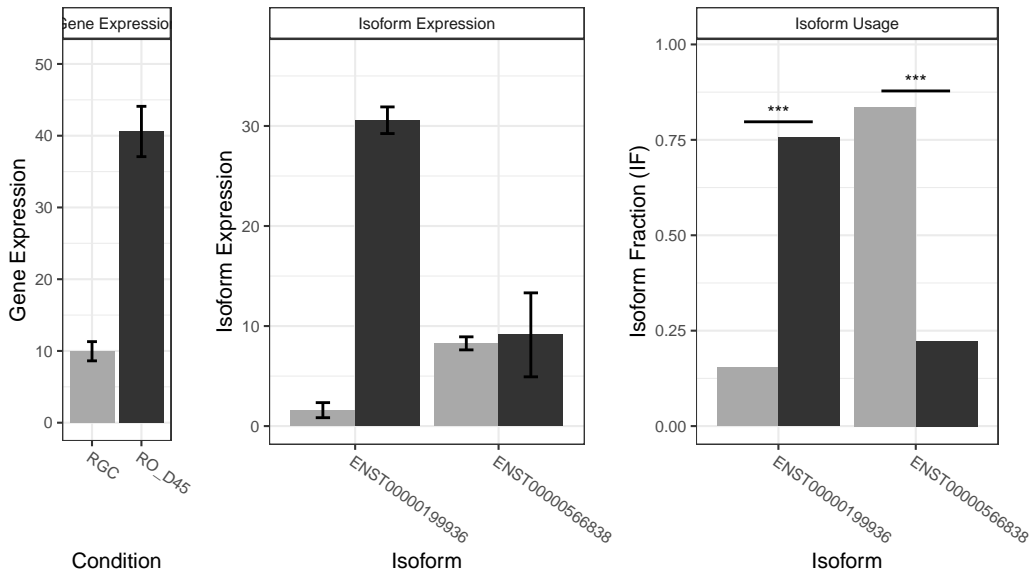 Gene Expression
Gene Expression
50
40
30
20
10
0
RGC
RO_D45
Condition
Isoform Expression
Isoform Expression
30
20
10
0
ENST00000199936
ENST00000566838
Isoform
Isoform Usage
Isoform Fraction (IF)
1.00
0.75
0.50
0.25
0.00
***
***
ENST00000199936
ENST00000566838
Isoform